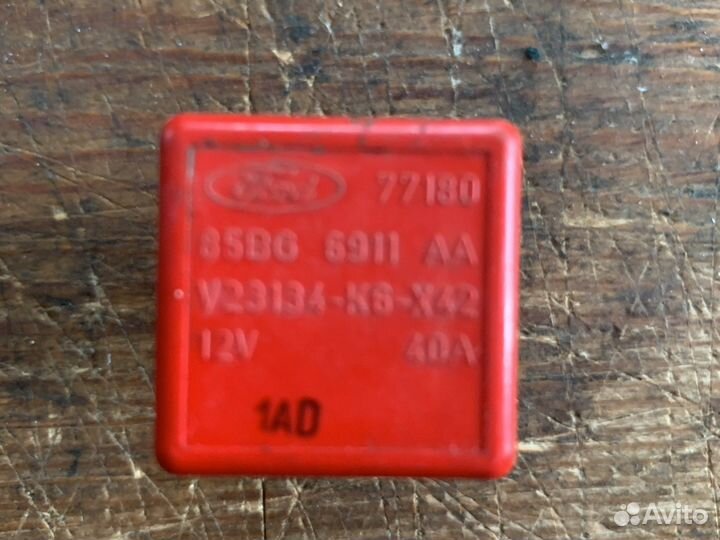 Ford 77180
85BG 6911 AA
V23134-K6-X42
12V 40A
1AD
Avito